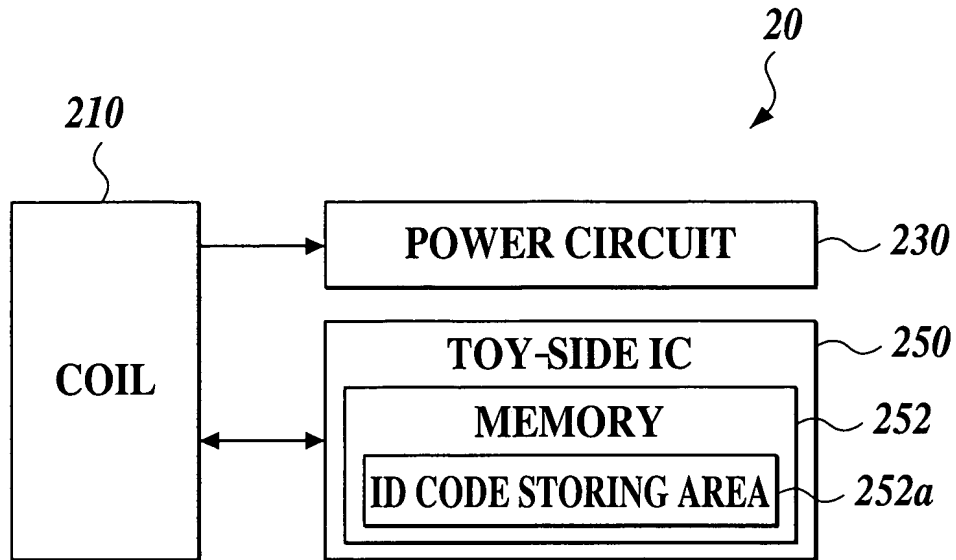 20
210
POWER CIRCUIT
230
TOY-SIDE IC
250
COIL
MEMORY
252
ID CODE STORING AREA
252a